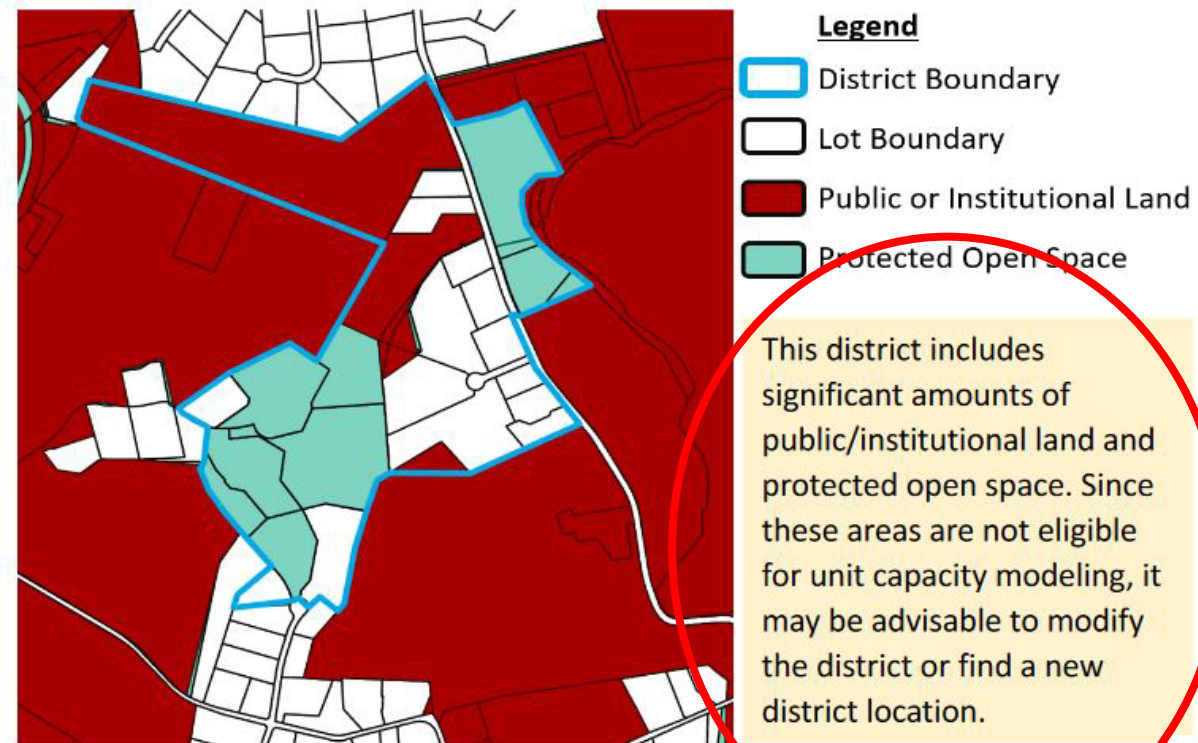 Legend
District Boundary
Lot Boundary
Public or Institutional Land
Protected Open Space
This district includes
significant amounts of
public/institutional land and
protected open space. Since
these areas are not eligible
for unit capacity modeling, it
may be advisable to modify
the district or find a new
district location.